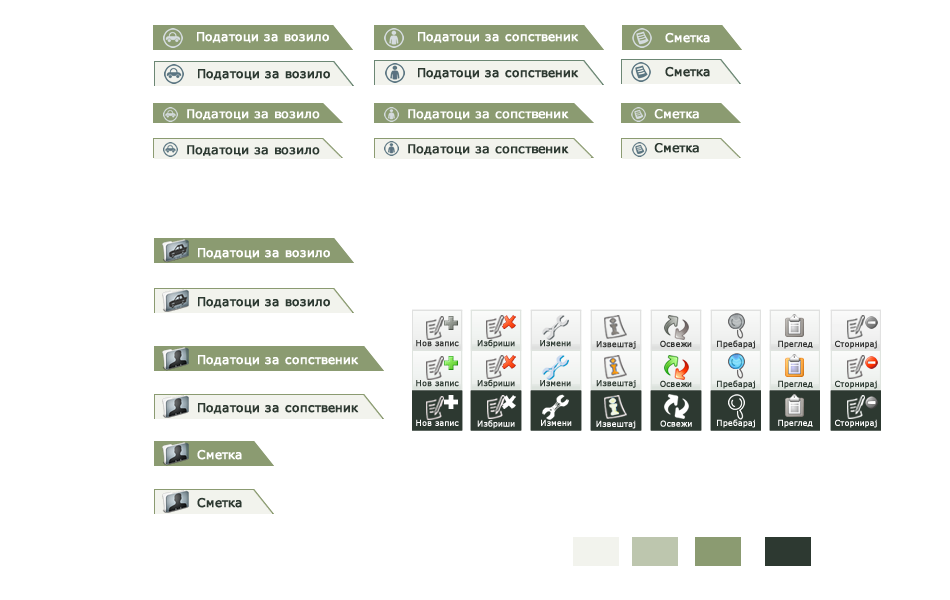 Податоци за возило Податоци за сопственик Сметка
Податоци за возило Податоци за сопственик Сметка
Податоци за возило Податоци за сопственик Сметка
Податоци за возило Податоци за сопственик Сметка
Податоци за возило
Податоци за возило
Податоци за сопственик
Податоци за сопственик
Сметка
Сметка
Нов запис Избриши Измени Извештај Освежи Пребарај Преглед Сторнирај
Нов запис Избриши Измени Извештај Освежи Пребарај Преглед Сторнирај
Нов запис Избриши Измени Извештај Освежи Пребарај Преглед Сторнирај